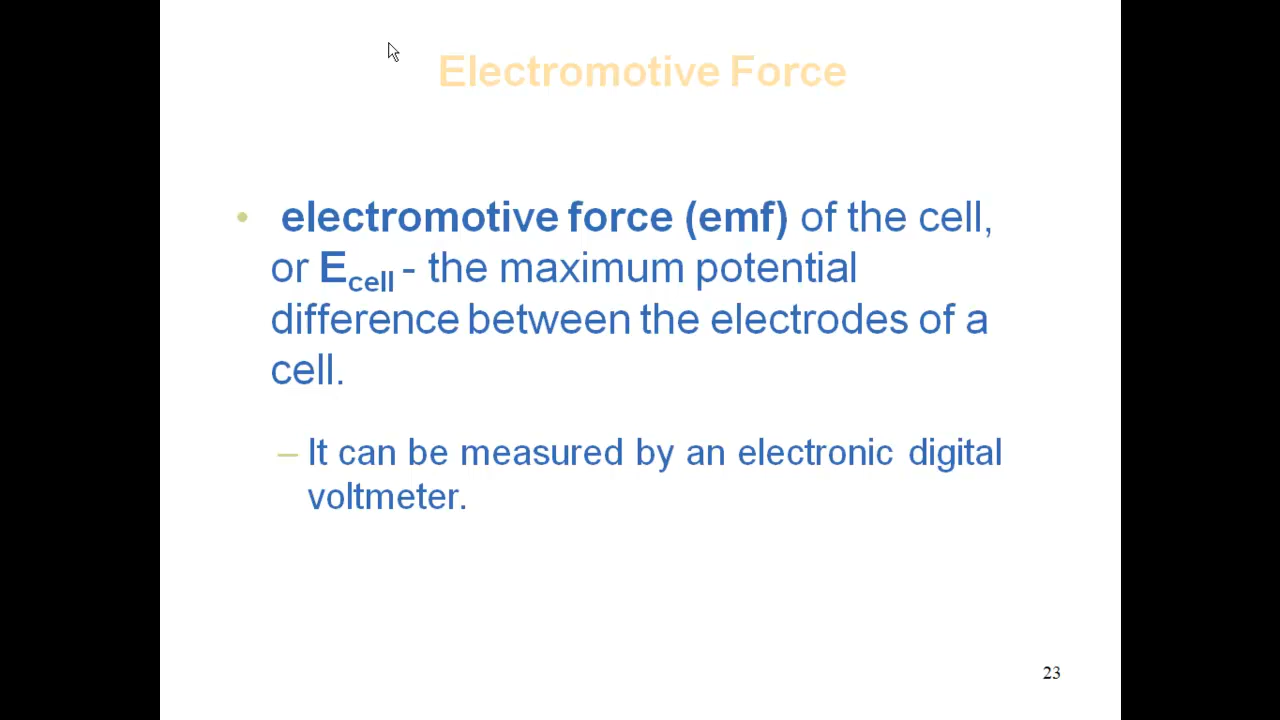 Electromotive Force
• electromotive force (emf) of the cell,
or Ecell - the maximum potential
difference between the electrodes of a
cell.
– It can be measured by an electronic digital
voltmeter.
23